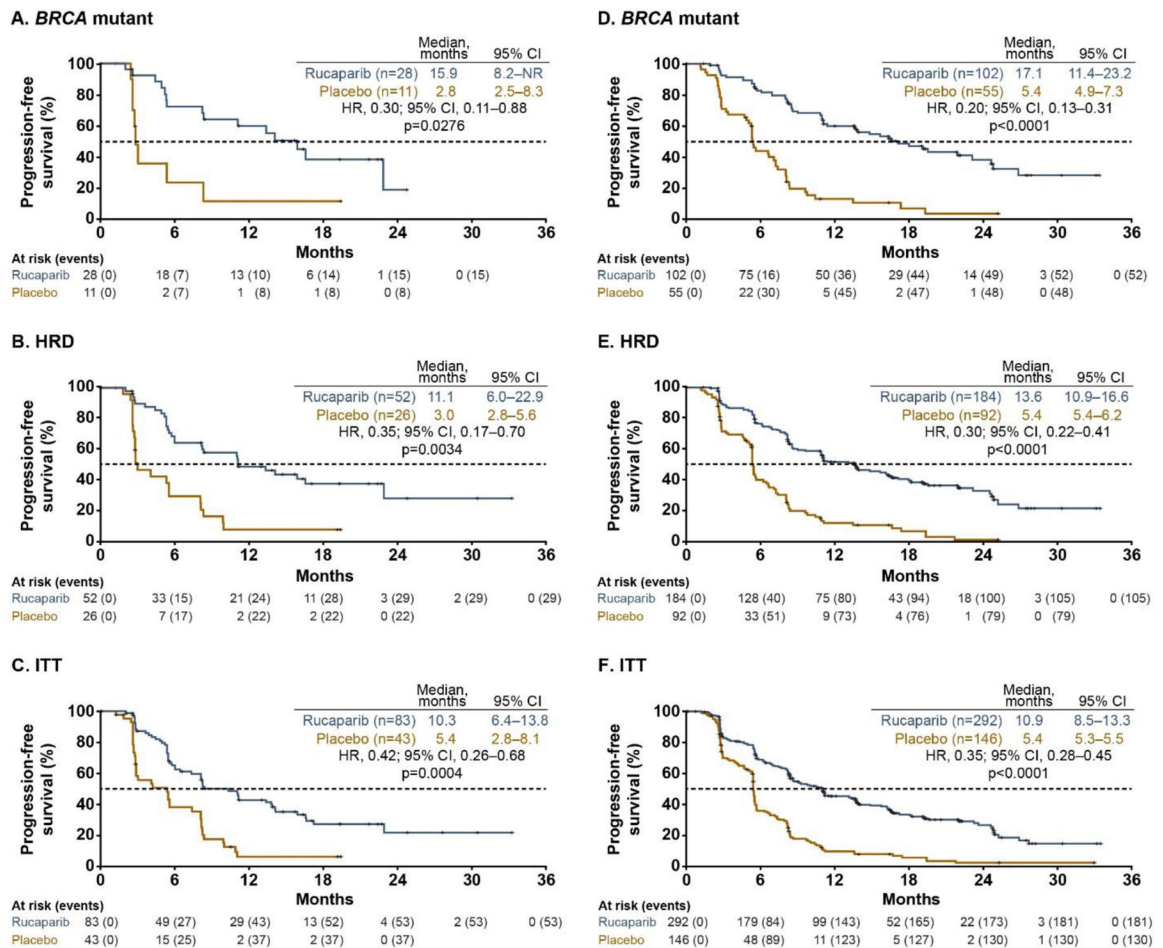 A. BRCA mutant
Median, months 95% CI
Rucaparib (n=28) 15.9 8.2–NR
Placebo (n=11) 2.8 2.5–8.3
HR, 0.30; 95% CI, 0.11–0.88
p=0.0276
Progression-free survival (%)
100
80
60
40
20
0
0 6 12 18 24 30 36
Months
At risk (events)
Rucaparib 28 (0) 18 (7) 13 (10) 6 (14) 1 (15) 0 (15)
Placebo 11 (0) 2 (7) 1 (8) 1 (8) 0 (8)
B. HRD
Median, months 95% CI
Rucaparib (n=52) 11.1 6.0–22.9
Placebo (n=26) 3.0 2.8–5.6
HR, 0.35; 95% CI, 0.17–0.70
p=0.0034
Progression-free survival (%)
100
80
60
40
20
0
0 6 12 18 24 30 36
Months
At risk (events)
Rucaparib 52 (0) 33 (15) 21 (24) 11 (28) 3 (29) 2 (29) 0 (29)
Placebo 26 (0) 7 (17) 2 (22) 2 (22) 0 (22)
C. ITT
Median, months 95% CI
Rucaparib (n=83) 10.3 6.4–13.8
Placebo (n=43) 5.4 2.8–8.1
HR, 0.42; 95% CI, 0.26–0.68
p=0.0004
Progression-free survival (%)
100
80
60
40
20
0
0 6 12 18 24 30 36
Months
At risk (events)
Rucaparib 83 (0) 49 (27) 29 (43) 13 (52) 4 (53) 2 (53) 0 (53)
Placebo 43 (0) 15 (25) 2 (37) 2 (37) 0 (37)
D. BRCA mutant
Median, months 95% CI
Rucaparib (n=102) 17.1 11.4–23.2
Placebo (n=55) 5.4 4.9–7.3
HR, 0.20; 95% CI, 0.13–0.31
p<0.0001
Progression-free survival (%)
100
80
60
40
20
0
0 6 12 18 24 30 36
Months
At risk (events)
Rucaparib 102 (0) 75 (16) 50 (36) 29 (44) 14 (49) 3 (52) 0 (52)
Placebo 55 (0) 22 (30) 5 (45) 2 (47) 1 (48) 0 (48)
E. HRD
Median, months 95% CI
Rucaparib (n=184) 13.6 10.9–16.6
Placebo (n=92) 5.4 5.4–6.2
HR, 0.30; 95% CI, 0.22–0.41
p<0.0001
Progression-free survival (%)
100
80
60
40
20
0
0 6 12 18 24 30 36
Months
At risk (events)
Rucaparib 184 (0) 128 (40) 75 (80) 43 (94) 18 (100) 3 (105) 0 (105)
Placebo 92 (0) 33 (51) 9 (73) 4 (76) 1 (79) 0 (79)
F. ITT
Median, months 95% CI
Rucaparib (n=292) 10.9 8.5–13.3
Placebo (n=146) 5.4 5.3–5.5
HR, 0.35; 95% CI, 0.28–0.45
p<0.0001
Progression-free survival (%)
100
80
60
40
20
0
0 6 12 18 24 30 36
Months
At risk (events)
Rucaparib 292 (0) 179 (84) 99 (143) 52 (165) 22 (173) 3 (181) 0 (181)
Placebo 146 (0) 48 (89) 11 (123) 5 (127) 2 (130) 1 (130) 0 (130)